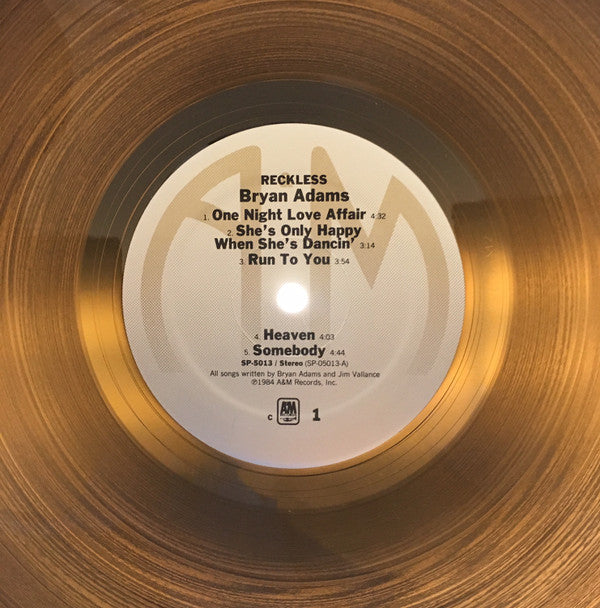 RECKLESS
Bryan Adams
1. One Night Love Affair 4:32
2. She's Only Happy
When She's Dancin' 3:14
3. Run To You 3:54
4. Heaven 4:03
5. Somebody 4:44
SP-5013 / Stereo (SP-05013-A)
All songs written by Bryan Adams and Jim Vallance
℗1984 A&M Records, Inc.
c A&M 1